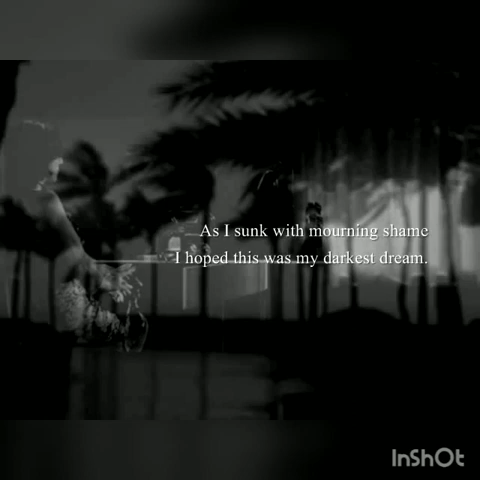 As I sunk with mourning shame
I hoped this was my darkest dream.
InShOt